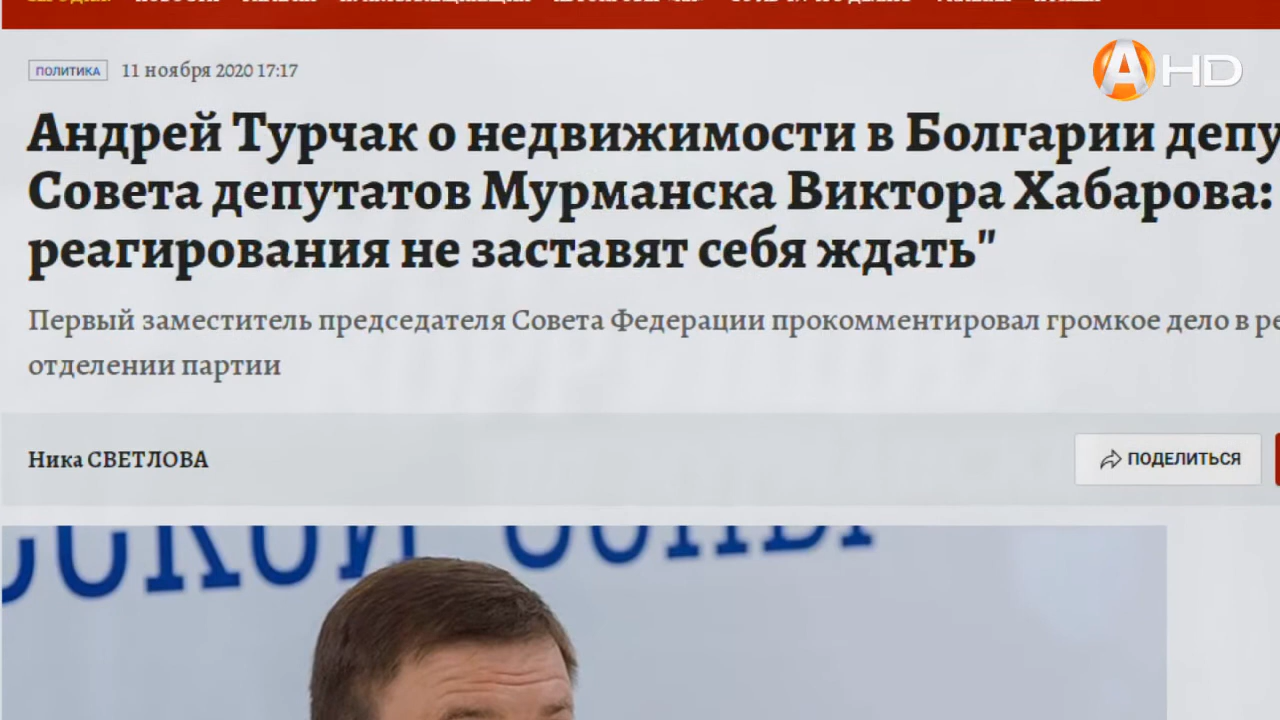 ПОЛИТИКА 11 ноября 2020 17:17
АHD
Андрей Турчак о недвижимости в Болгарии депу
Совета депутатов Мурманска Виктора Хабарова:
реагирования не заставят себя ждать"
Первый заместитель председателя Совета Федерации прокомментировал громкое дело в ре
отделении партии
Ника СВЕТЛОВА
ПОДЕЛИТЬСЯ